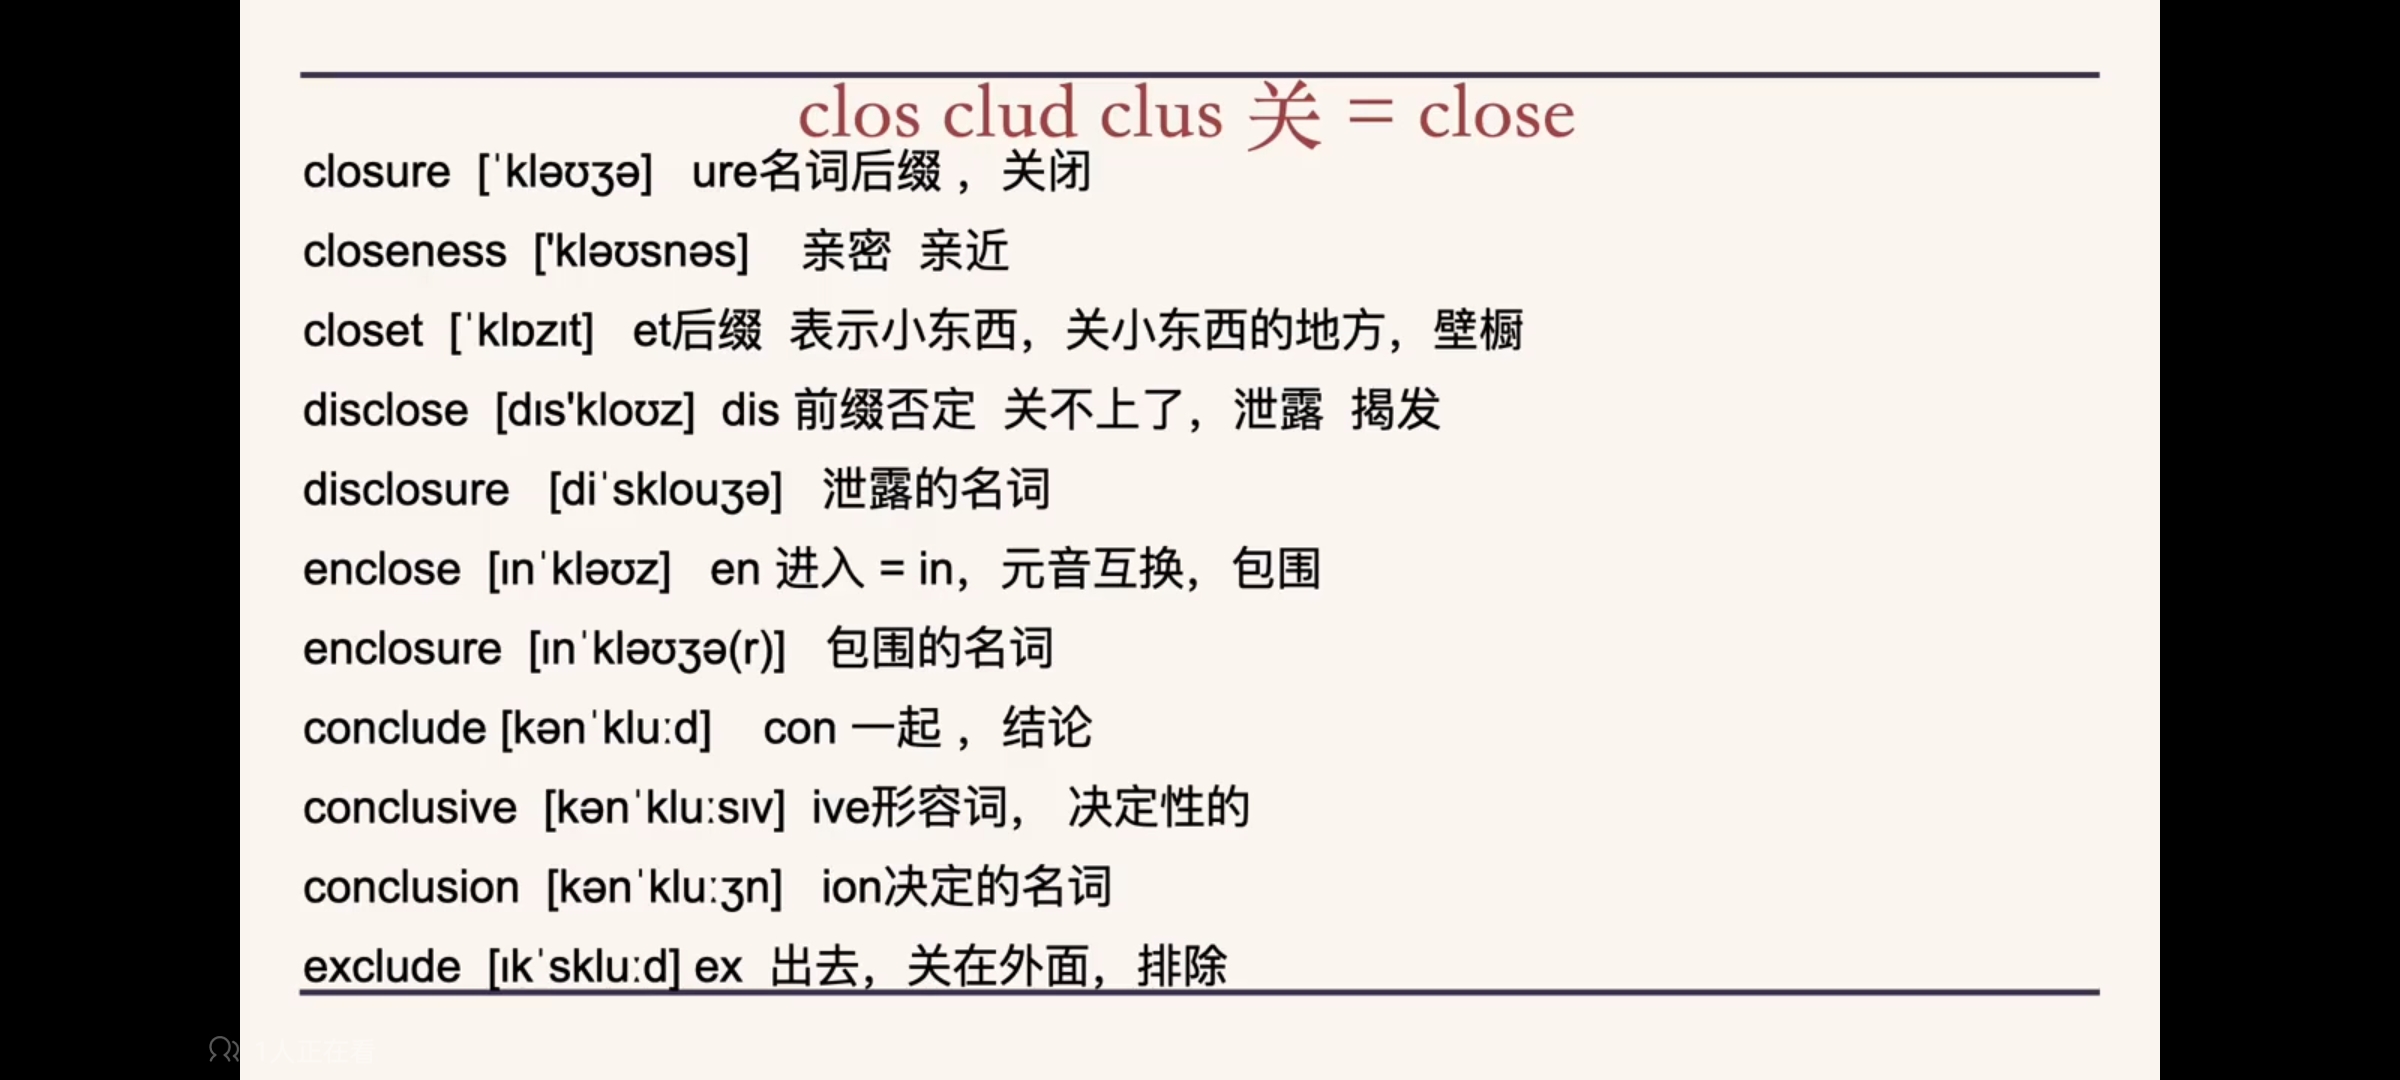 clos clud clus 关 = close
closure [ˈkləʊʒə] ure名词后缀，关闭
closeness ['kləʊsnəs] 亲密 亲近
closet [ˈklɒzɪt] et后缀 表示小东西，关小东西的地方，壁橱
disclose [dɪs'kloʊz] dis 前缀否定 关不上了，泄露 揭发
disclosure [diˈsklouʒə] 泄露的名词
enclose [ɪnˈkləʊz] en 进入 = in，元音互换，包围
enclosure [ɪnˈkləʊʒə(r)] 包围的名词
conclude [kənˈkluːd] con 一起 ，结论
conclusive [kənˈkluːsɪv] ive形容词， 决定性的
conclusion [kənˈkluːʒn] ion决定的名词
exclude [ɪkˈskluːd] ex 出去，关在外面，排除
1人正在看